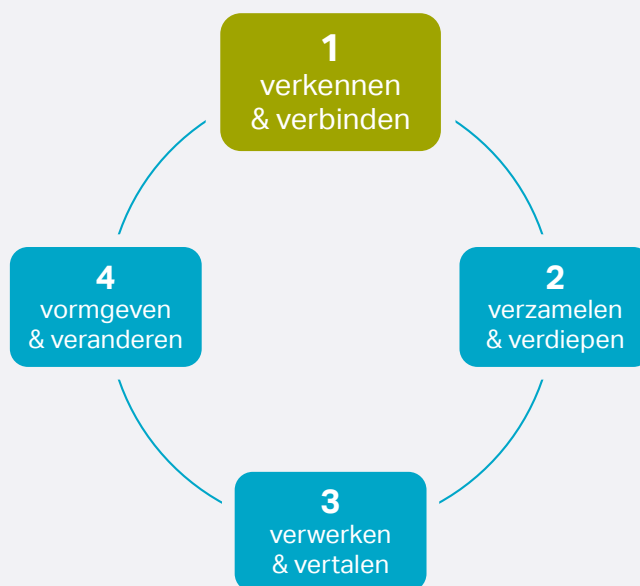 1
verkennen
& verbinden
2
verzamelen
& verdiepen
3
verwerken
& vertalen
4
vormgeven
& veranderen